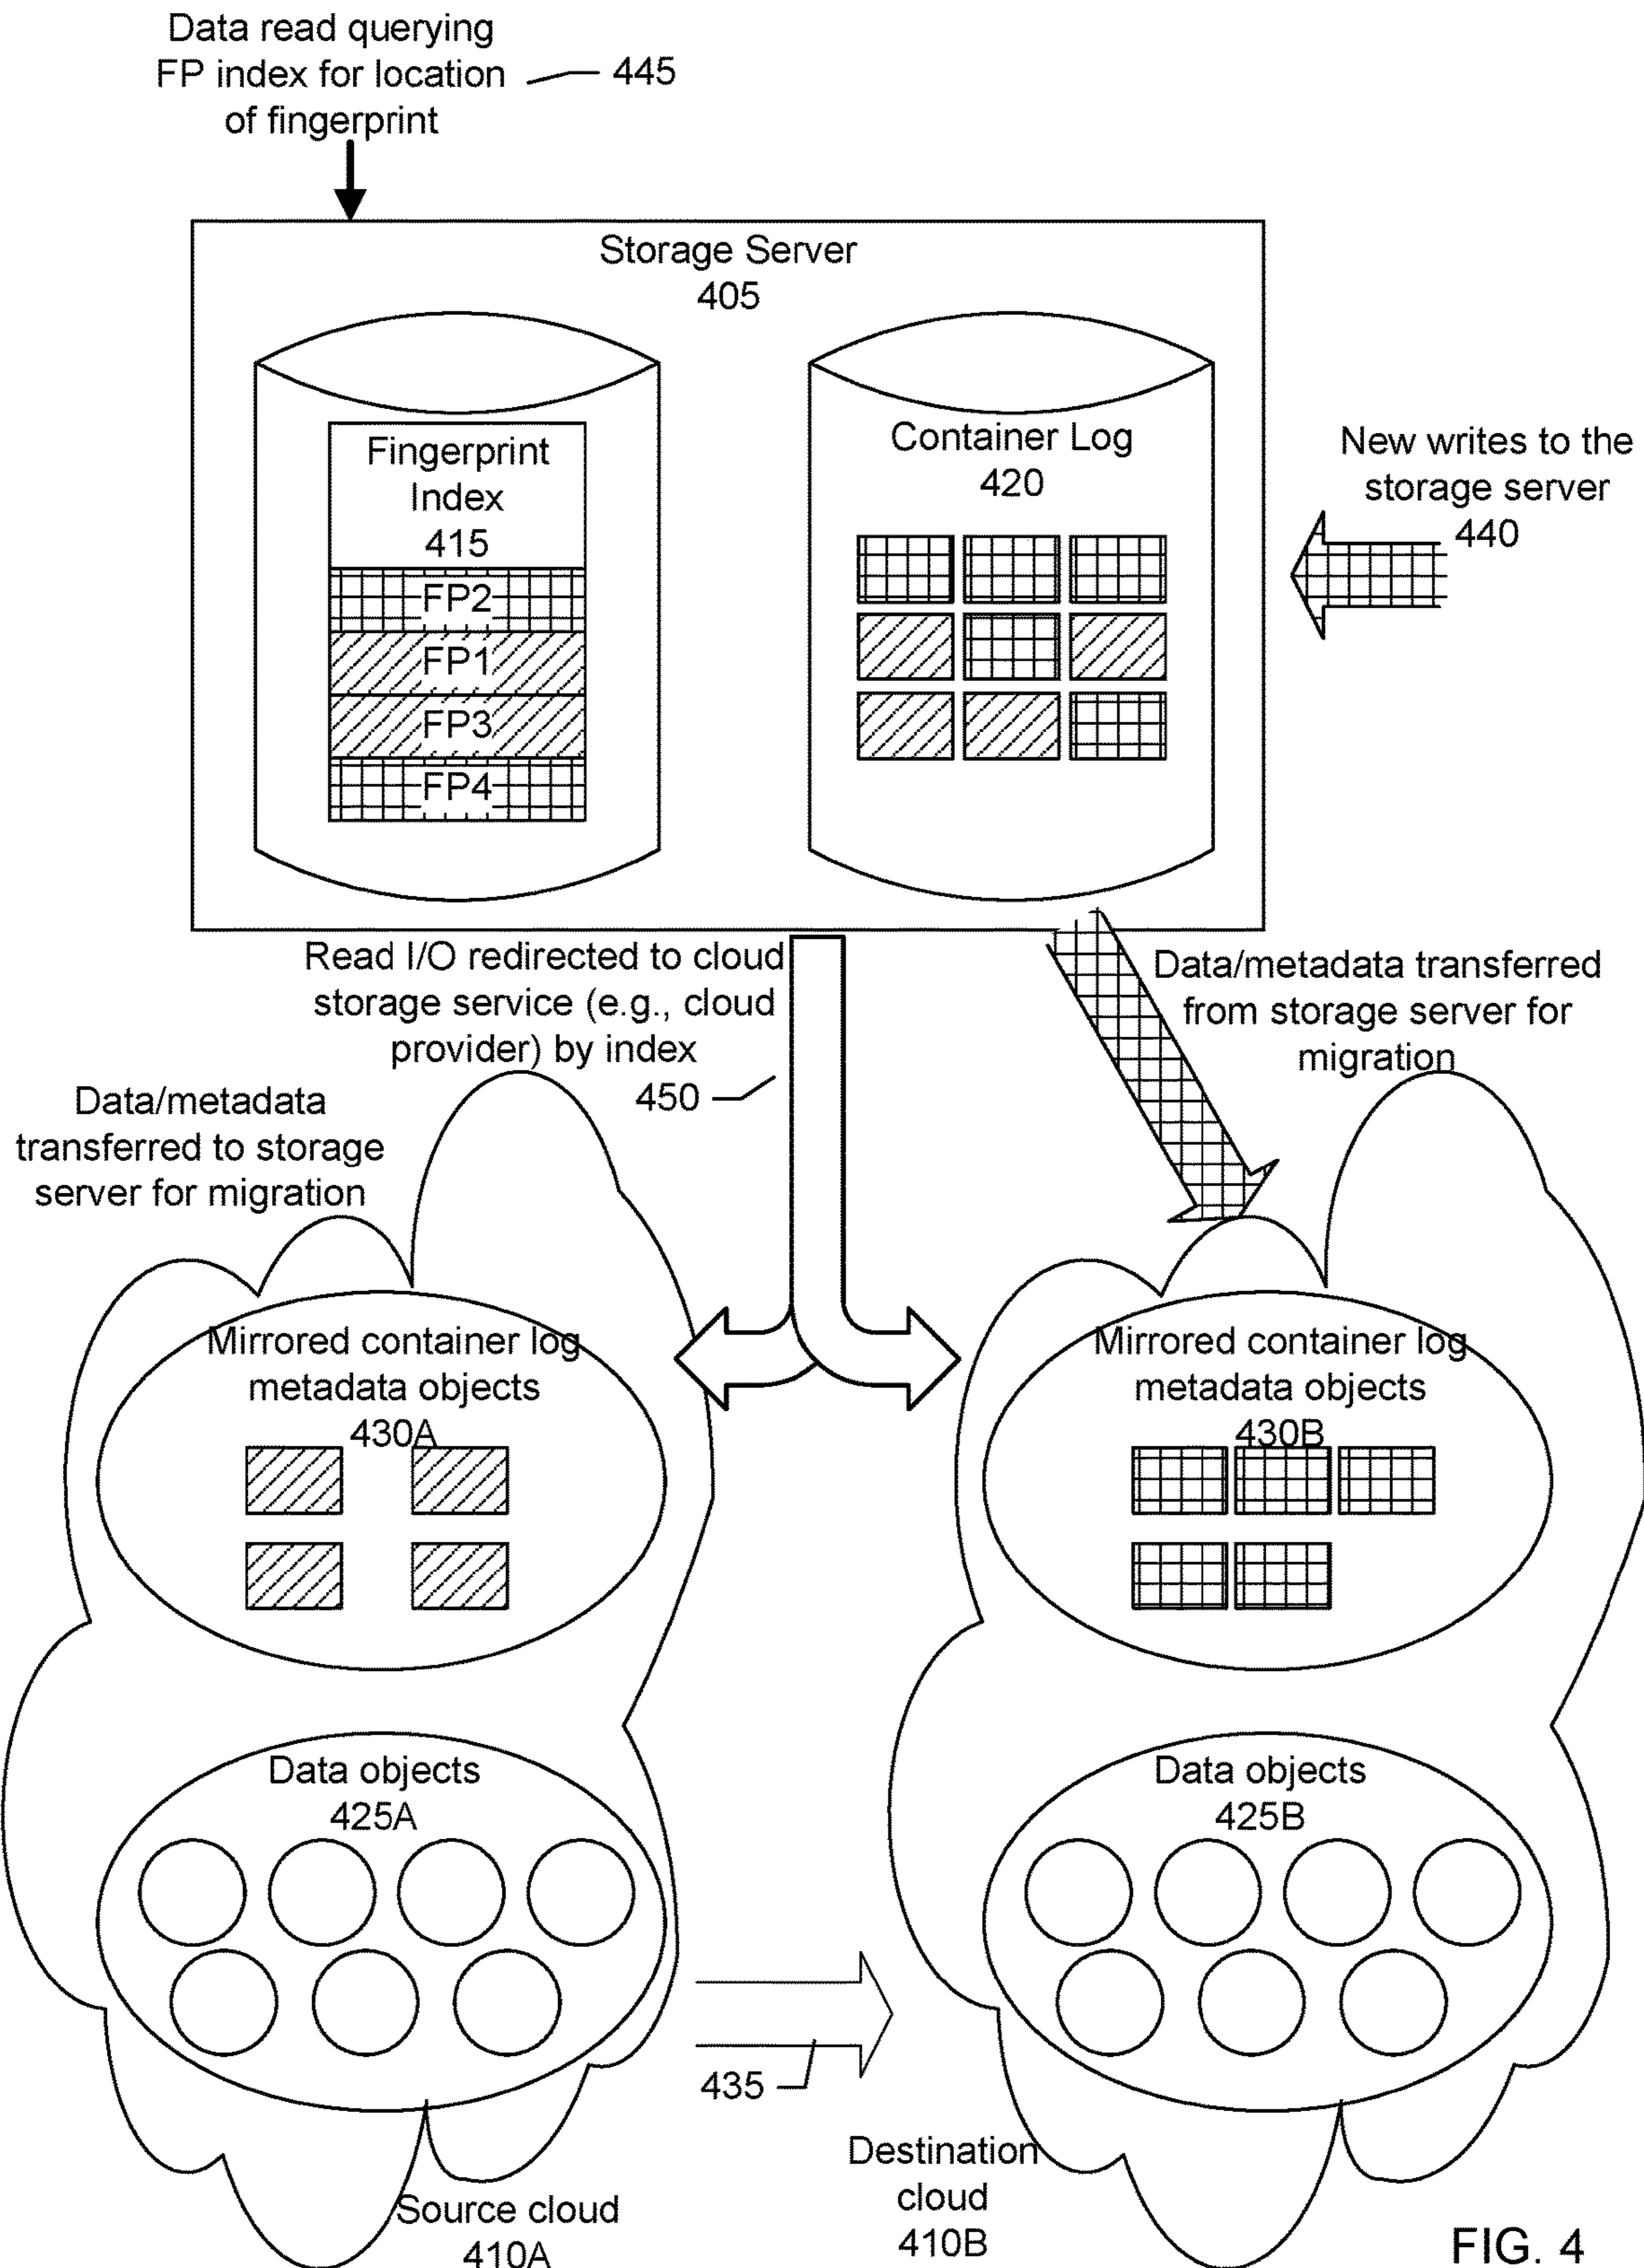 Data read querying
FP index for location
of fingerprint
445
Storage Server
405
Fingerprint
Index
415
FP2
FP1
FP3
FP4
Container Log
420
New writes to the
storage server
440
Read I/O redirected to cloud
storage service (e.g., cloud
provider) by index
450
Data/metadata transferred
from storage server for
migration
Data/metadata
transferred to storage
server for migration
Mirrored container log
metadata objects
430A
Mirrored container log
metadata objects
430B
Data objects
425A
Data objects
425B
435
Source cloud
410A
Destination
cloud
410B
FIG. 4